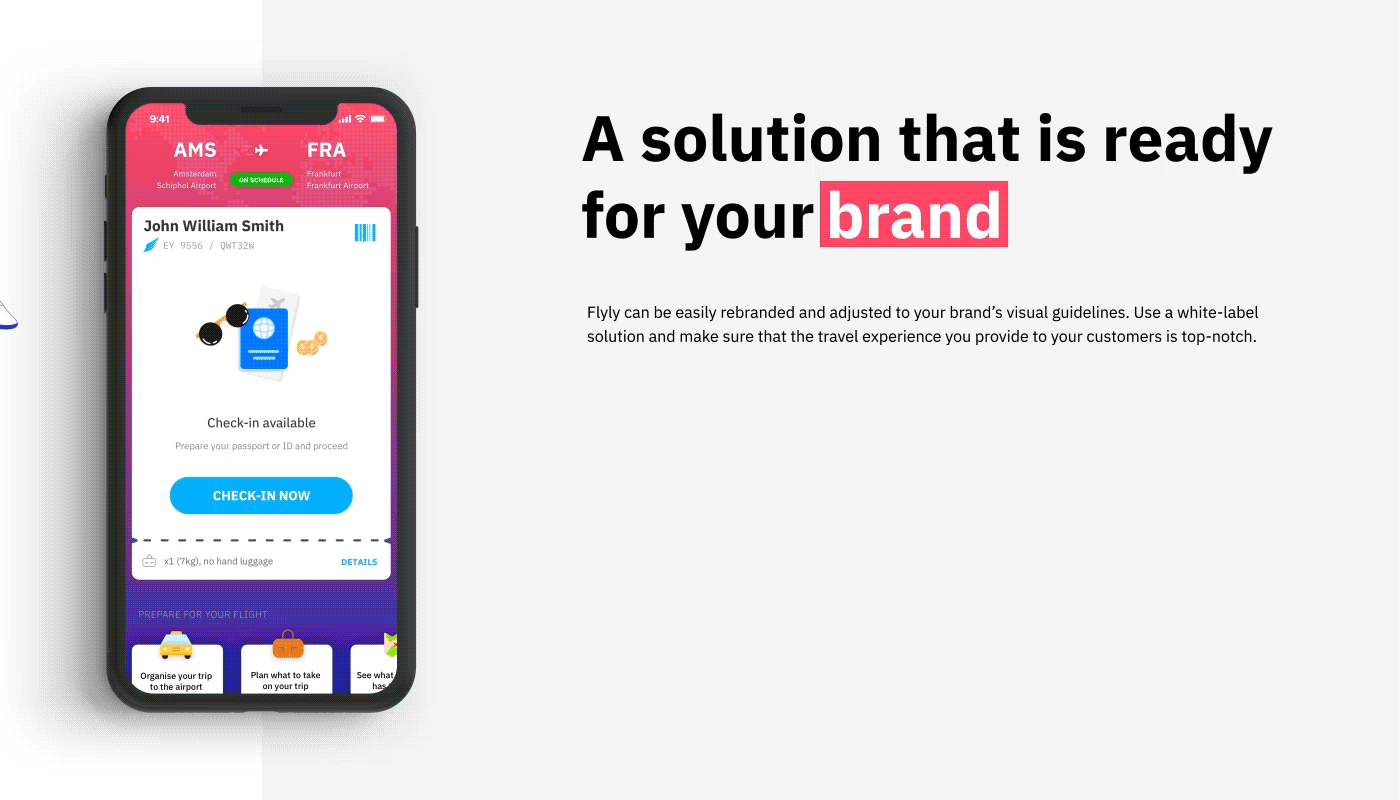 9:41
AMS
FRA
Amsterdam
Schiphol Airport
ON SCHEDULE
Frankfurt
Frankfurt Airport
John William Smith
EY 9556 / QWT32W
Check-in available
Prepare your passport or ID and proceed
CHECK-IN NOW
x1 (7kg), no hand luggage
DETAILS
PREPARE FOR YOUR FLIGHT
Organise your trip
to the airport
Plan what to take
on your trip
See what
has
A solution that is ready
for your brand
Flyly can be easily rebranded and adjusted to your brand’s visual guidelines. Use a white-label
solution and make sure that the travel experience you provide to your customers is top-notch.